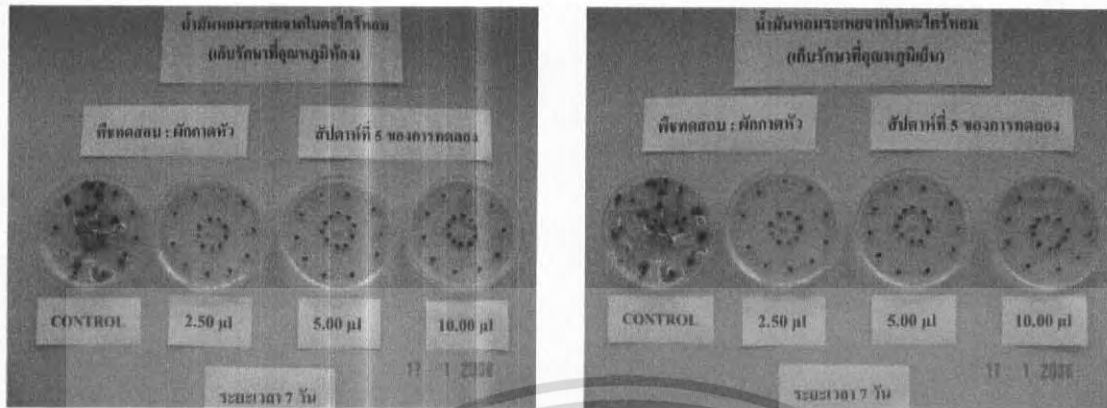 น้ำมันหอมระเหยจากใบตะไคร้หอม
(เก็บรักษาที่อุณหภูมิห้อง)
พืชทดสอบ : ผักกาดหัว
สัปดาห์ที่ 5 ของการทดลอง
CONTROL
2.50 µl
5.00 µl
10.00 µl
ระยะเวลา 7 วัน
น้ำมันหอมระเหยจากใบตะไคร้หอม
(เก็บรักษาที่อุณหภูมิเย็น)
พืชทดสอบ : ผักกาดหัว
สัปดาห์ที่ 5 ของการทดลอง
CONTROL
2.50 µl
5.00 µl
10.00 µl
ระยะเวลา 7 วัน